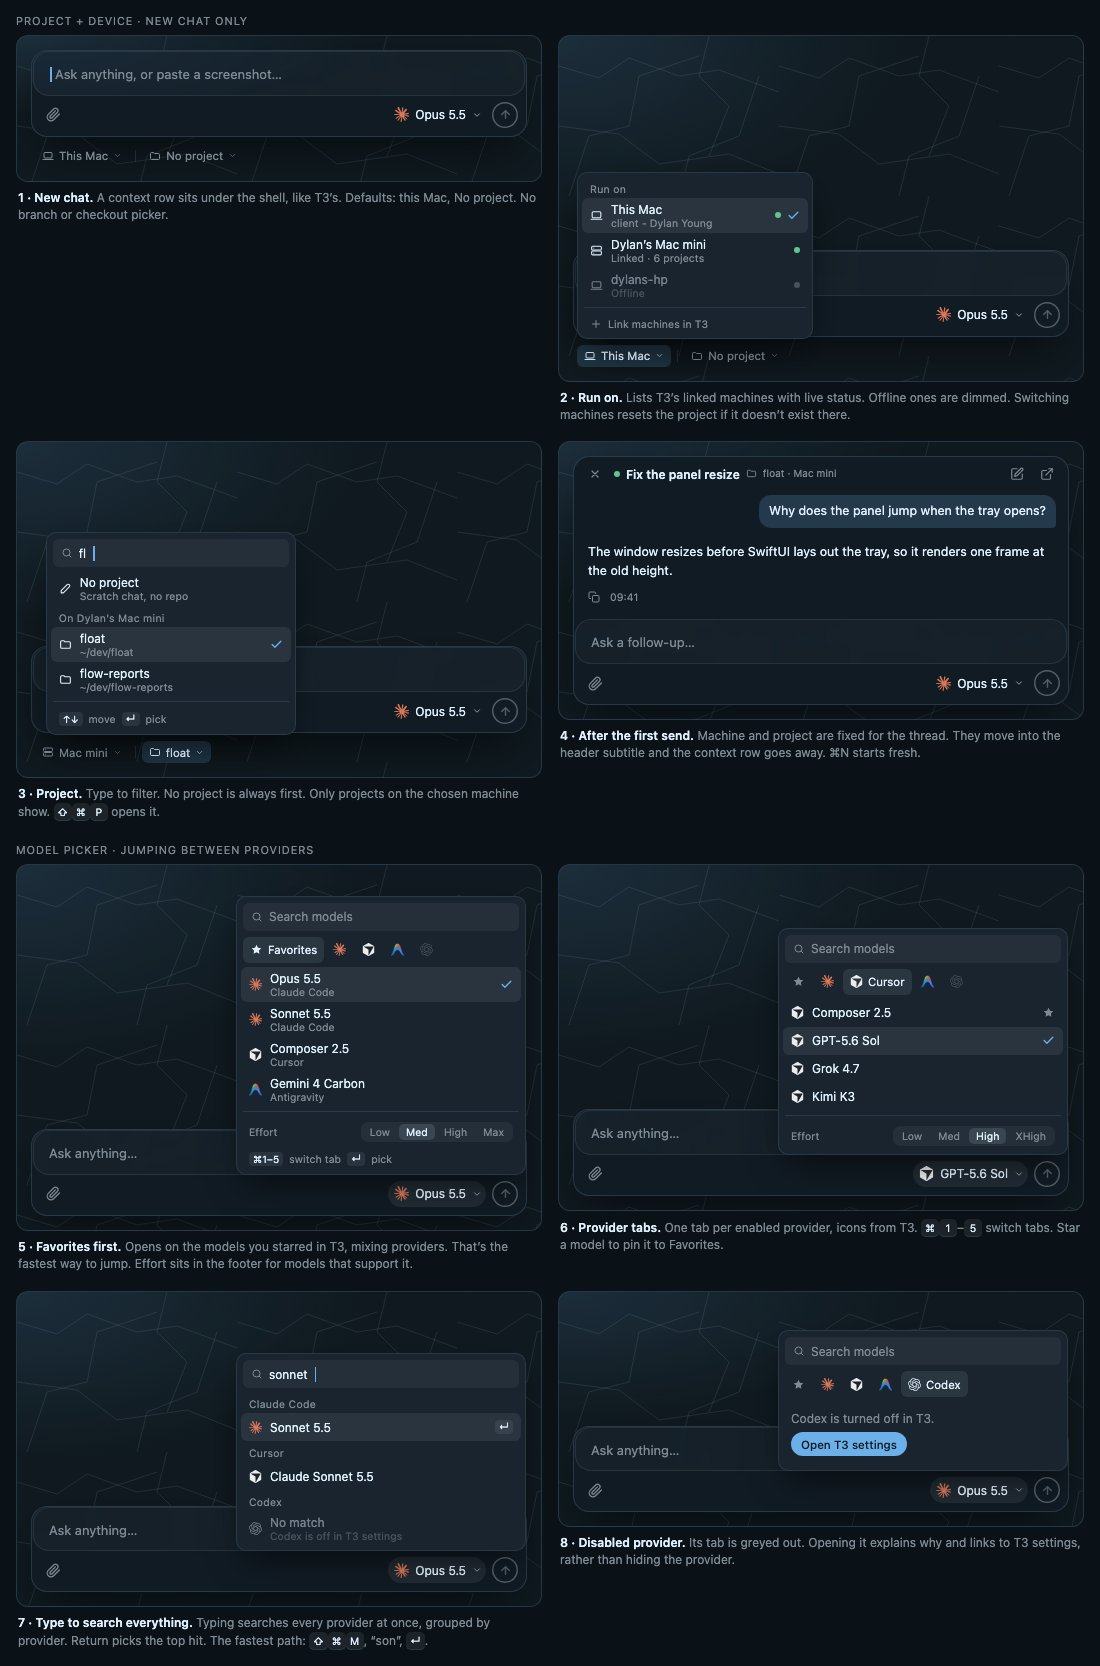 PROJECT + DEVICE · NEW CHAT ONLY
Ask anything, or paste a screenshot...
Opus 5.5
This Mac
No project
1 · New chat. A context row sits under the shell, like T3's. Defaults: this Mac, No project. No
branch or checkout picker.
Run on
This Mac
client – Dylan Young
Dylan's Mac mini
Linked · 6 projects
dylans-hp
Offline
Link machines in T3
Opus 5.5
This Mac
No project
2 · Run on. Lists T3's linked machines with live status. Offline ones are dimmed. Switching
machines resets the project if it doesn't exist there.
fl
No project
Scratch chat, no repo
On Dylan's Mac mini
float
~/dev/float
flow-reports
~/dev/flow-reports
↑↓ move ↵ pick
Opus 5.5
Mac mini
float
3 · Project. Type to filter. No project is always first. Only projects on the chosen machine
show. ⇧ ⌘ P opens it.
Fix the panel resize
float · Mac mini
Why does the panel jump when the tray opens?
The window resizes before SwiftUI lays out the tray, so it renders one frame at
the old height.
09:41
Ask a follow-up...
Opus 5.5
4 · After the first send. Machine and project are fixed for the thread. They move into the
header subtitle and the context row goes away. ⌘N starts fresh.
MODEL PICKER · JUMPING BETWEEN PROVIDERS
Search models
Favorites
Opus 5.5
Claude Code
Sonnet 5.5
Claude Code
Composer 2.5
Cursor
Gemini 4 Carbon
Antigravity
Effort Low Med High Max
⌘1–5 switch tab ↵ pick
Ask anything...
Opus 5.5
5 · Favorites first. Opens on the models you starred in T3, mixing providers. That's the
fastest way to jump. Effort sits in the footer for models that support it.
Search models
Cursor
Composer 2.5
GPT-5.6 Sol
Grok 4.7
Kimi K3
Effort Low Med High XHigh
Ask anything...
GPT-5.6 Sol
6 · Provider tabs. One tab per enabled provider, icons from T3. ⌘ 1 – 5 switch tabs. Star
a model to pin it to Favorites.
sonnet
Claude Code
Sonnet 5.5 ↵
Cursor
Claude Sonnet 5.5
Codex
No match
Codex is off in T3 settings
Ask anything...
Opus 5.5
7 · Type to search everything. Typing searches every provider at once, grouped by
provider. Return picks the top hit. The fastest path: ⇧ ⌘ M, “son”, ↵.
Search models
Codex
Codex is turned off in T3.
Open T3 settings
Ask anything...
Opus 5.5
8 · Disabled provider. Its tab is greyed out. Opening it explains why and links to T3 settings,
rather than hiding the provider.